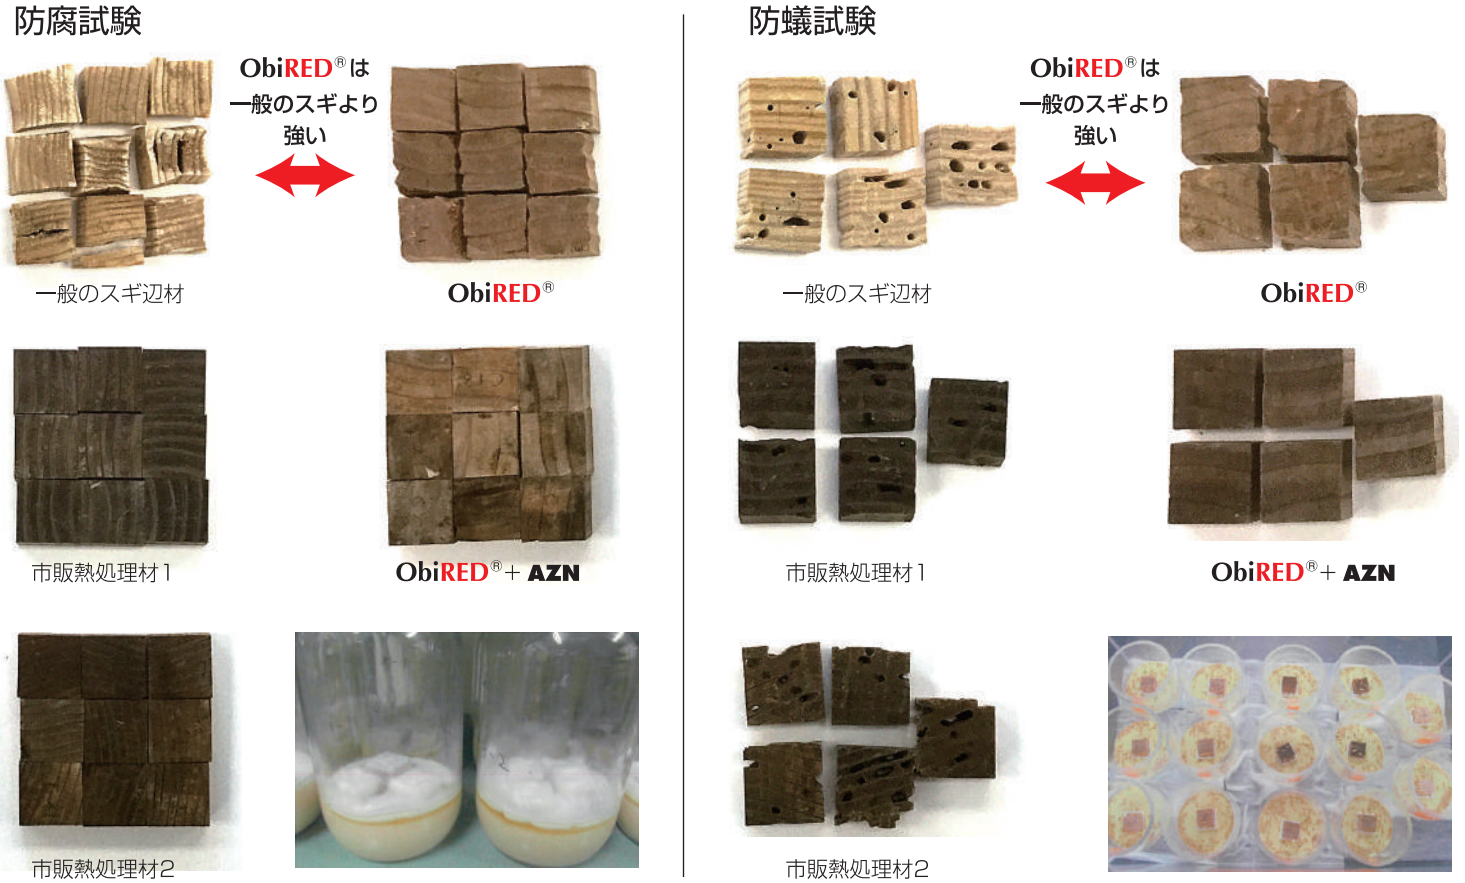 防腐試験
ObiRED®は
一般のスギより
強い
一般のスギ辺材
ObiRED®
市販熱処理材1
ObiRED®+ AZN
市販熱処理材2
防蟻試験
ObiRED®は
一般のスギより
強い
一般のスギ辺材
ObiRED®
市販熱処理材1
ObiRED®+ AZN
市販熱処理材2